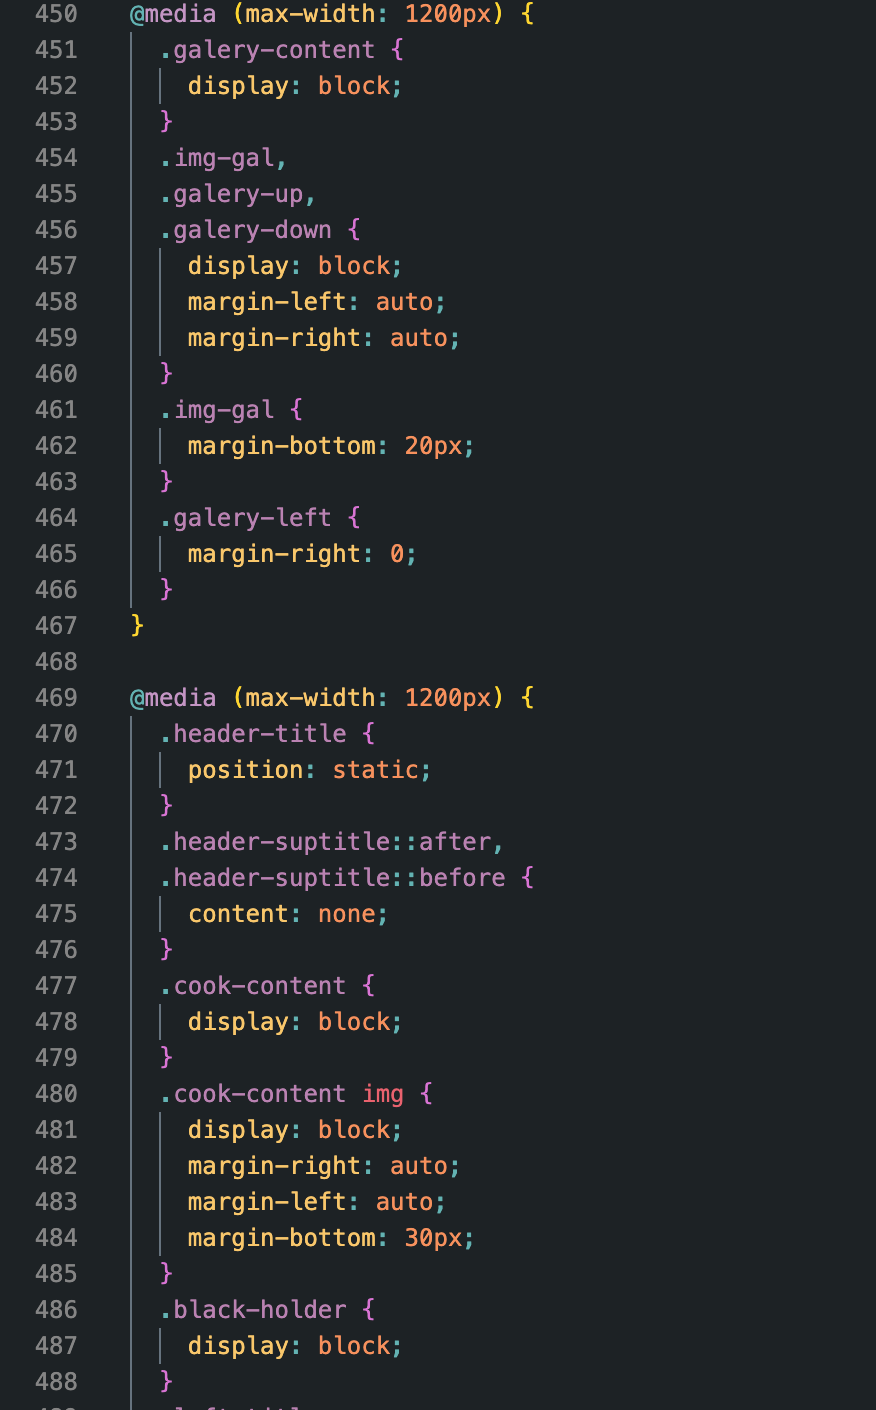 450 @media (max-width: 1200px) {
451 .galery-content {
452 display: block;
453 }
454 .img-gal,
455 .galery-up,
456 .galery-down {
457 display: block;
458 margin-left: auto;
459 margin-right: auto;
460 }
461 .img-gal {
462 margin-bottom: 20px;
463 }
464 .galery-left {
465 margin-right: 0;
466 }
467 }
468
469 @media (max-width: 1200px) {
470 .header-title {
471 position: static;
472 }
473 .header-suptitle::after,
474 .header-suptitle::before {
475 content: none;
476 }
477 .cook-content {
478 display: block;
479 }
480 .cook-content img {
481 display: block;
482 margin-right: auto;
483 margin-left: auto;
484 margin-bottom: 30px;
485 }
486 .black-holder {
487 display: block;
488 }